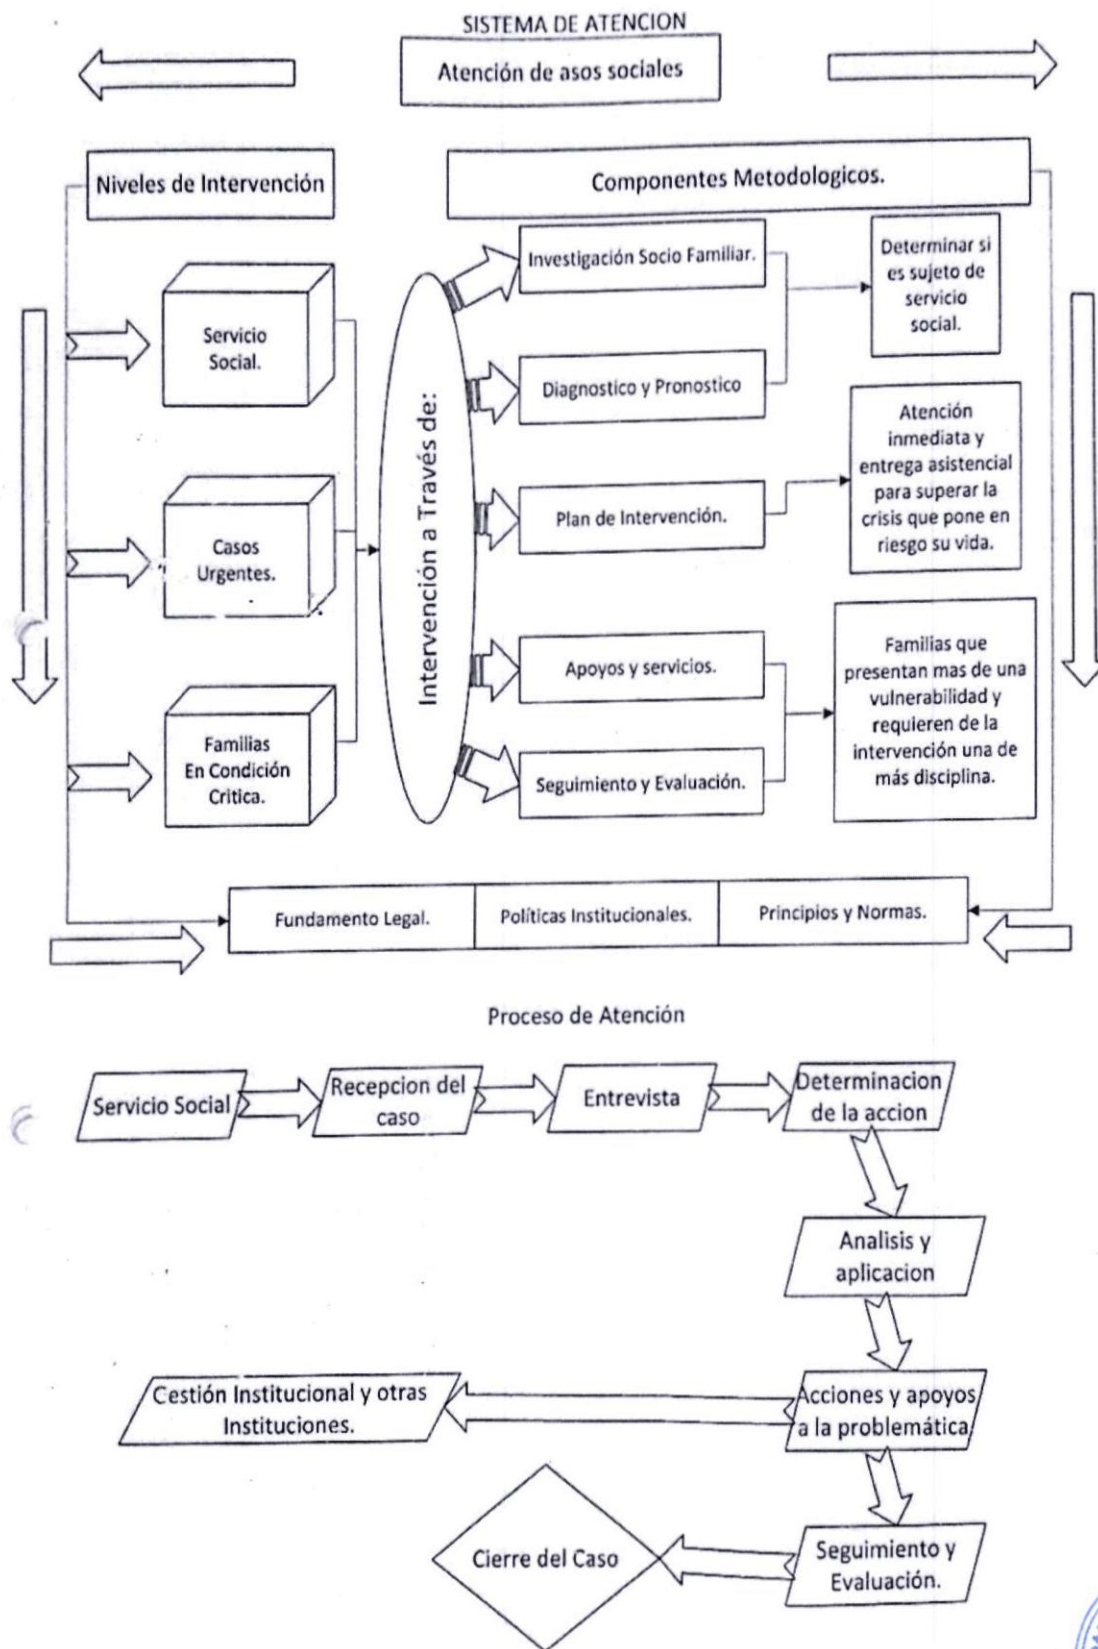 SISTEMA DE ATENCION
Atención de asos sociales
Niveles de Intervención
Componentes Metodologicos.
Servicio
Social.
Casos
Urgentes.
Familias
En Condición
Critica.
Intervención a Través de:
Investigación Socio Familiar.
Diagnostico y Pronostico
Plan de Intervención.
Apoyos y servicios.
Seguimiento y Evaluación.
Determinar si
es sujeto de
servicio
social.
Atención
inmediata y
entrega asistencial
para superar la
crisis que pone en
riesgo su vida.
Familias que
presentan mas de una
vulnerabilidad y
requieren de la
intervención una de
más disciplina.
Fundamento Legal.
Políticas Institucionales.
Principios y Normas.
Proceso de Atención
Servicio Social
Recepcion del
caso
Entrevista
Determinacion
de la accion
Analisis y
aplicacion
Acciones y apoyos
a la problemática
Cestión Institucional y otras
Instituciones.
Seguimiento y
Evaluación.
Cierre del Caso